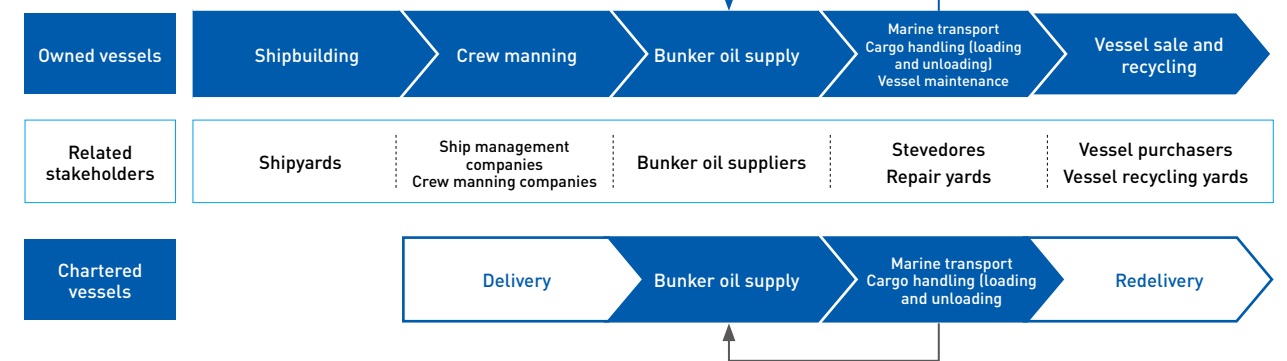 Owned vessels
Shipbuilding
Crew manning
Bunker oil supply
Marine transport
Cargo handling (loading
and unloading)
Vessel maintenance
Vessel sale and
recycling
Related
stakeholders
Shipyards
Ship management
companies
Crew manning companies
Bunker oil suppliers
Stevedores
Repair yards
Vessel purchasers
Vessel recycling yards
Chartered
vessels
Delivery
Bunker oil supply
Marine transport
Cargo handling (loading
and unloading
Redelivery